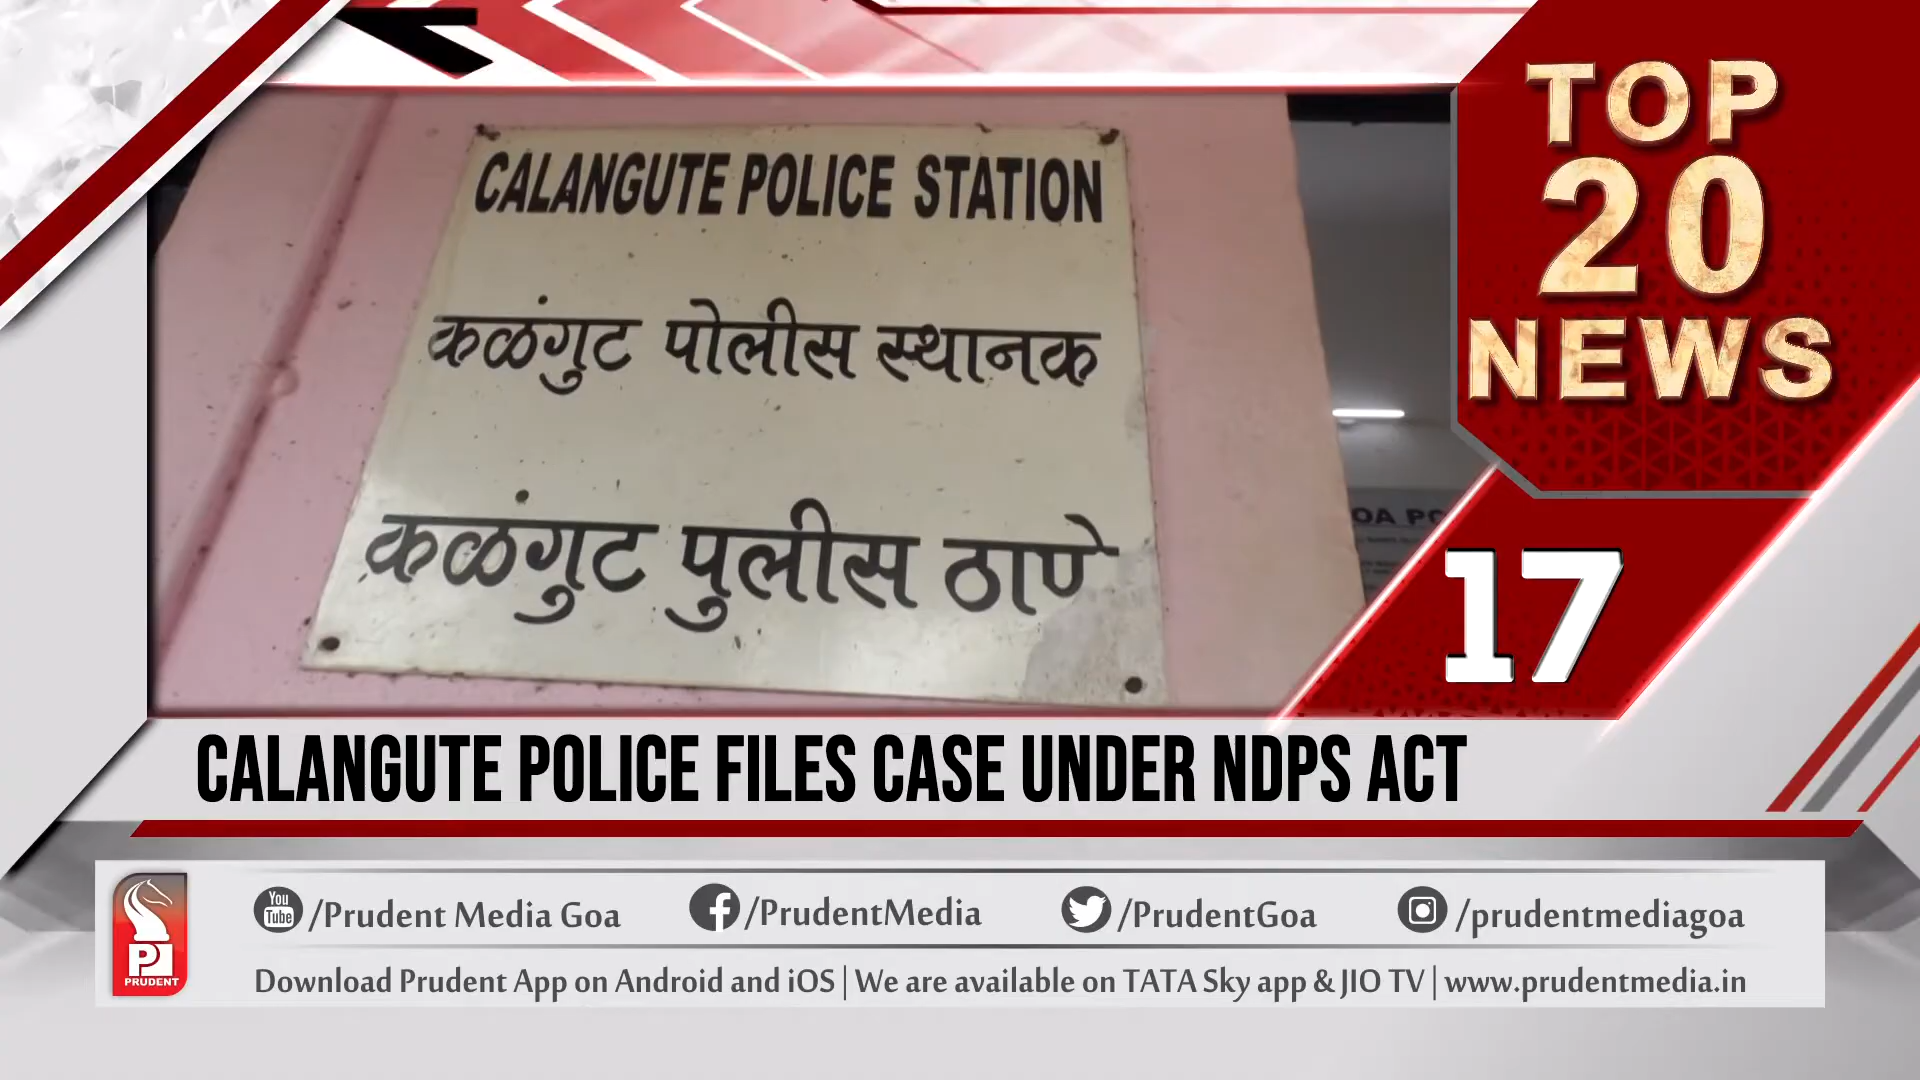 CALANGUTE POLICE STATION
कळंगुट पोलीस स्थानक
कळंगुट पुलीस ठाणे
TOP
20
NEWS
17
CALANGUTE POLICE FILES CASE UNDER NDPS ACT
You Tube /Prudent Media Goa /PrudentMedia /PrudentGoa /prudentmediagoa
PRUDENT
Download Prudent App on Android and iOS | We are available on TATA Sky app & JIO TV | www.prudentmedia.in